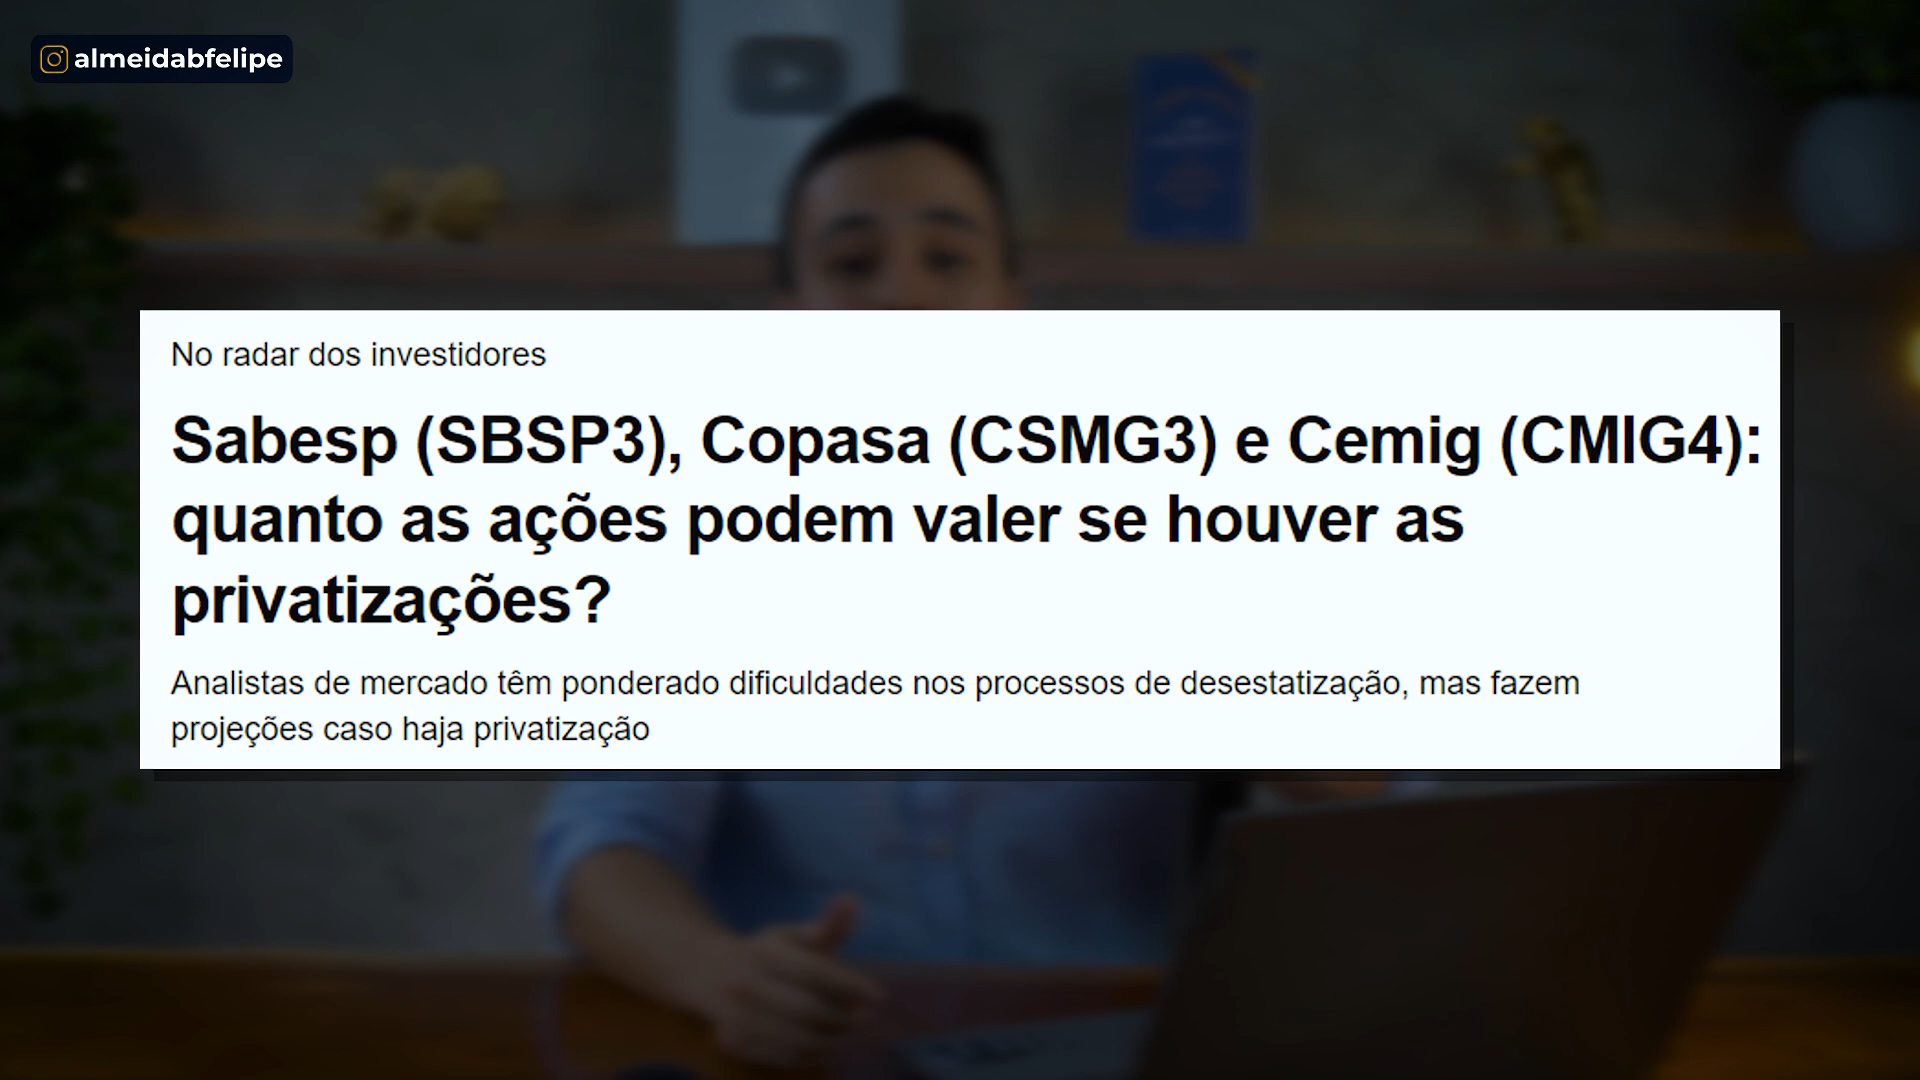 almeidabfelipe
No radar dos investidores
Sabesp (SBSP3), Copasa (CSMG3) e Cemig (CMIG4):
quanto as ações podem valer se houver as
privatizações?
Analistas de mercado têm ponderado dificuldades nos processos de desestatização, mas fazem
projeções caso haja privatização